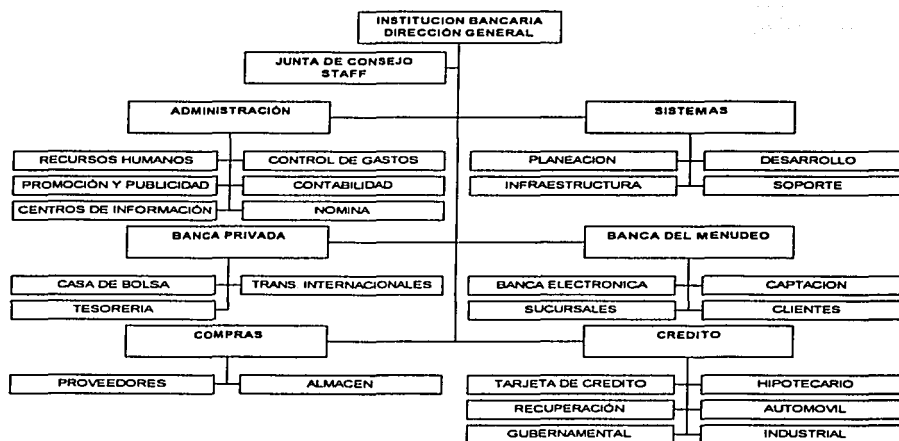 INSTITUCION BANCARIA
DIRECCIÓN GENERAL
JUNTA DE CONSEJO
STAFF
ADMINISTRACIÓN
SISTEMAS
RECURSOS HUMANOS
CONTROL DE GASTOS
PLANEACION
DESARROLLO
PROMOCIÓN Y PUBLICIDAD
CONTABILIDAD
INFRAESTRUCTURA
SOPORTE
CENTROS DE INFORMACIÓN
NOMINA
BANCA PRIVADA
BANCA DEL MENUDEO
CASA DE BOLSA
TRANS INTERNACIONALES
BANCA ELECTRONICA
CAPTACION
TESORERIA
SUCURSALES
CLIENTES
COMPRAS
CREDITO
PROVEEDORES
ALMACEN
TARJETA DE CREDITO
HIPOTECARIO
RECUPERACIÓN
AUTOMOVIL
GUBERNAMENTAL
INDUSTRIAL